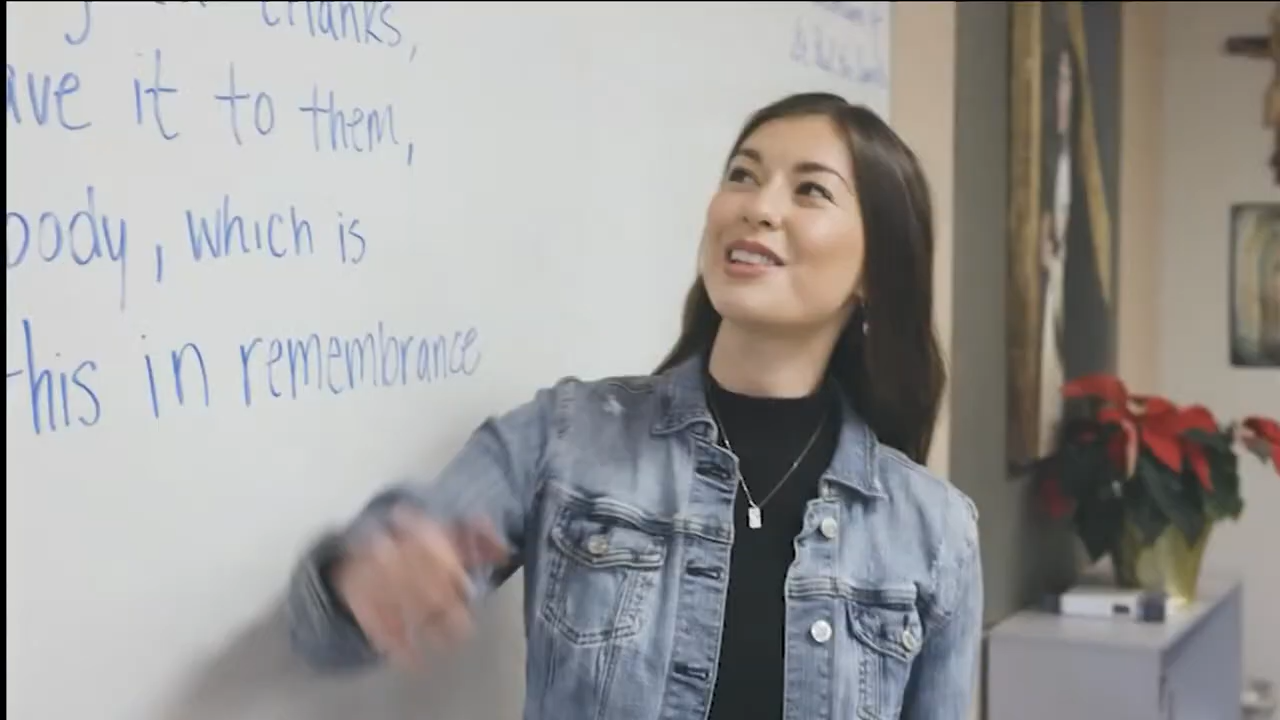 thanks,
ave it to them,
body, which is
this in remembrance